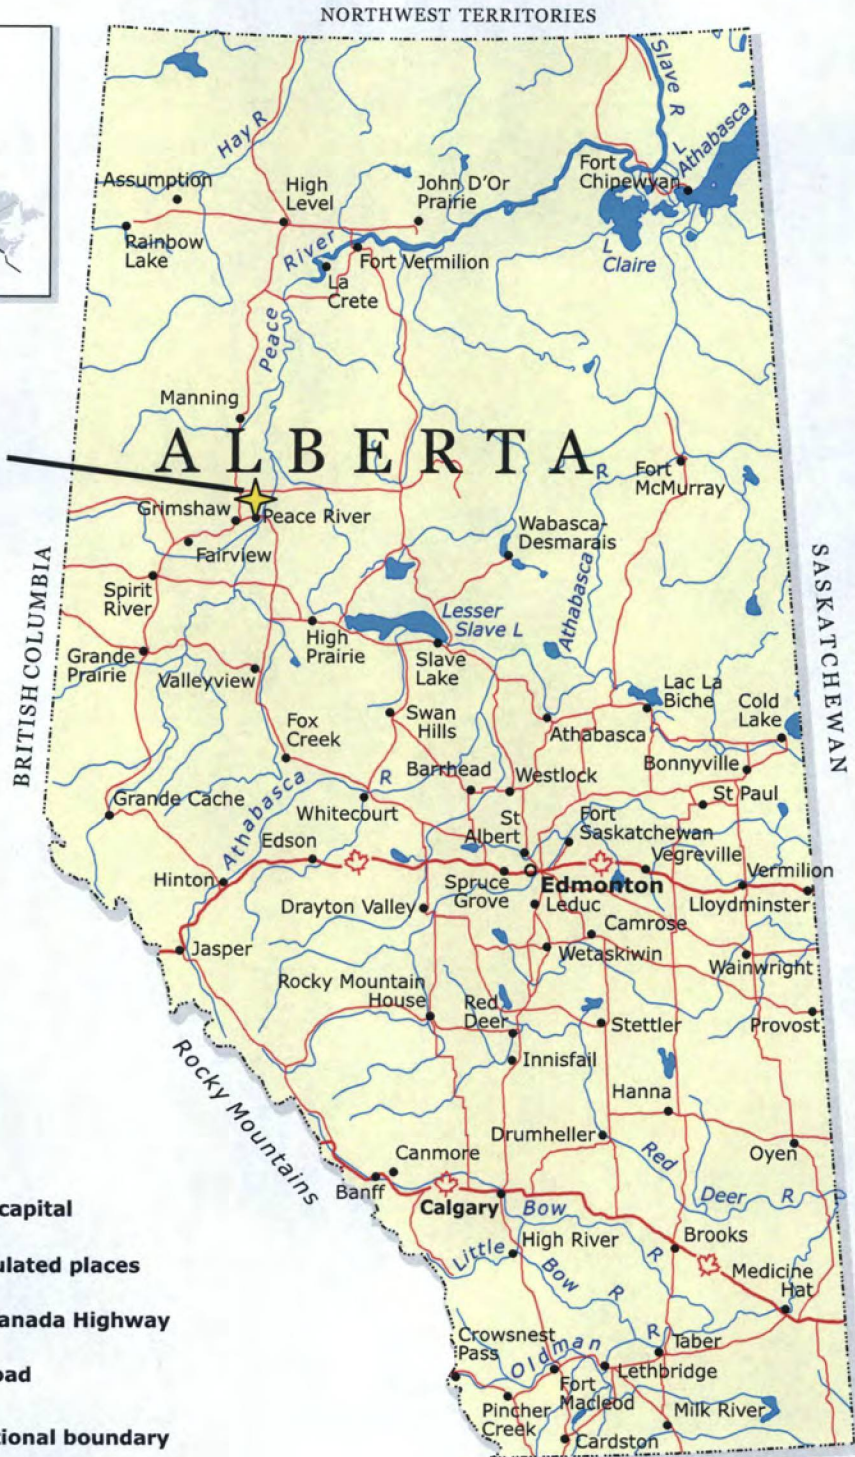 NORTHWEST TERRITORIES
Slave R
L Athabasca
Hay R
Assumption
High
Level
John D'Or
Prairie
Fort
Chipewyan
Rainbow
Lake
River
Fort Vermilion
La
Crete
L
Claire
Peace
Manning
ALBERTA
R
Fort
McMurray
Grimshaw
Peace River
Wabasca-
Desmarais
Fairview
Athabasca
BRITISH COLUMBIA
SASKATCHEWAN
Spirit
River
Lesser
Slave L
High
Prairie
Grande
Prairie
Valleyview
Slave
Lake
Lac La
Biche
Cold
Lake
Fox
Creek
Swan
Hills
Athabasca
Bonnyville
Barrhead
Westlock
Athabasca
R
St Paul
Grande Cache
Whitecourt
St
Albert
Fort
Saskatchewan
Edson
Vegreville
Vermilion
Hinton
Spruce
Grove
Edmonton
Lloydminster
Drayton Valley
Leduc
Camrose
Jasper
Wetaskiwin
Wainwright
Rocky Mountain
House
Red
Deer
Stettler
Provost
Innisfail
Rocky Mountains
Hanna
Drumheller
Red
Deer R
Oyen
Canmore
Banff
Calgary
Bow
R
capital
Little
Bow
R
High River
Brooks
ulated places
Medicine
Hat
anada Highway
Crowsnest
Pass
Oldman
R
Taber
oad
Lethbridge
Fort
Macleod
Pincher
Creek
Milk River
Cardston
tional boundary